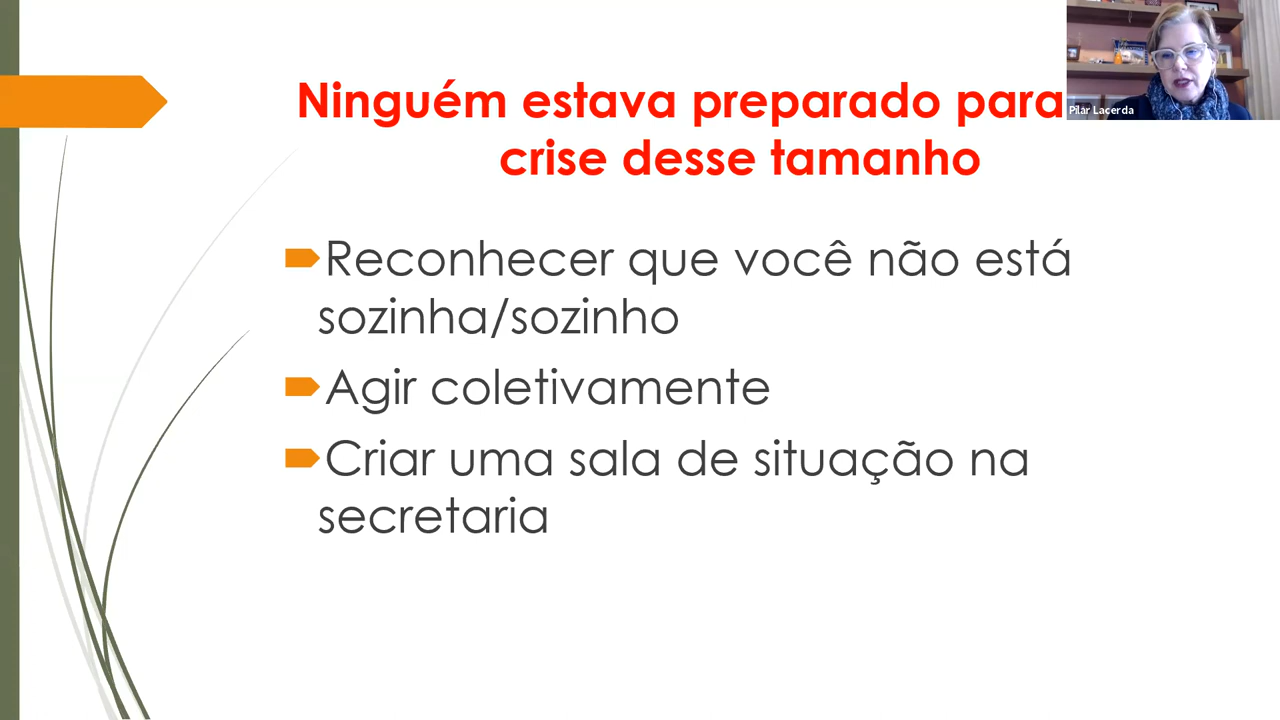 Ninguém estava preparado para
crise desse tamanho
Pilar Lacerda
Reconhecer que você não está
sozinha/sozinho
Agir coletivamente
Criar uma sala de situação na
secretaria